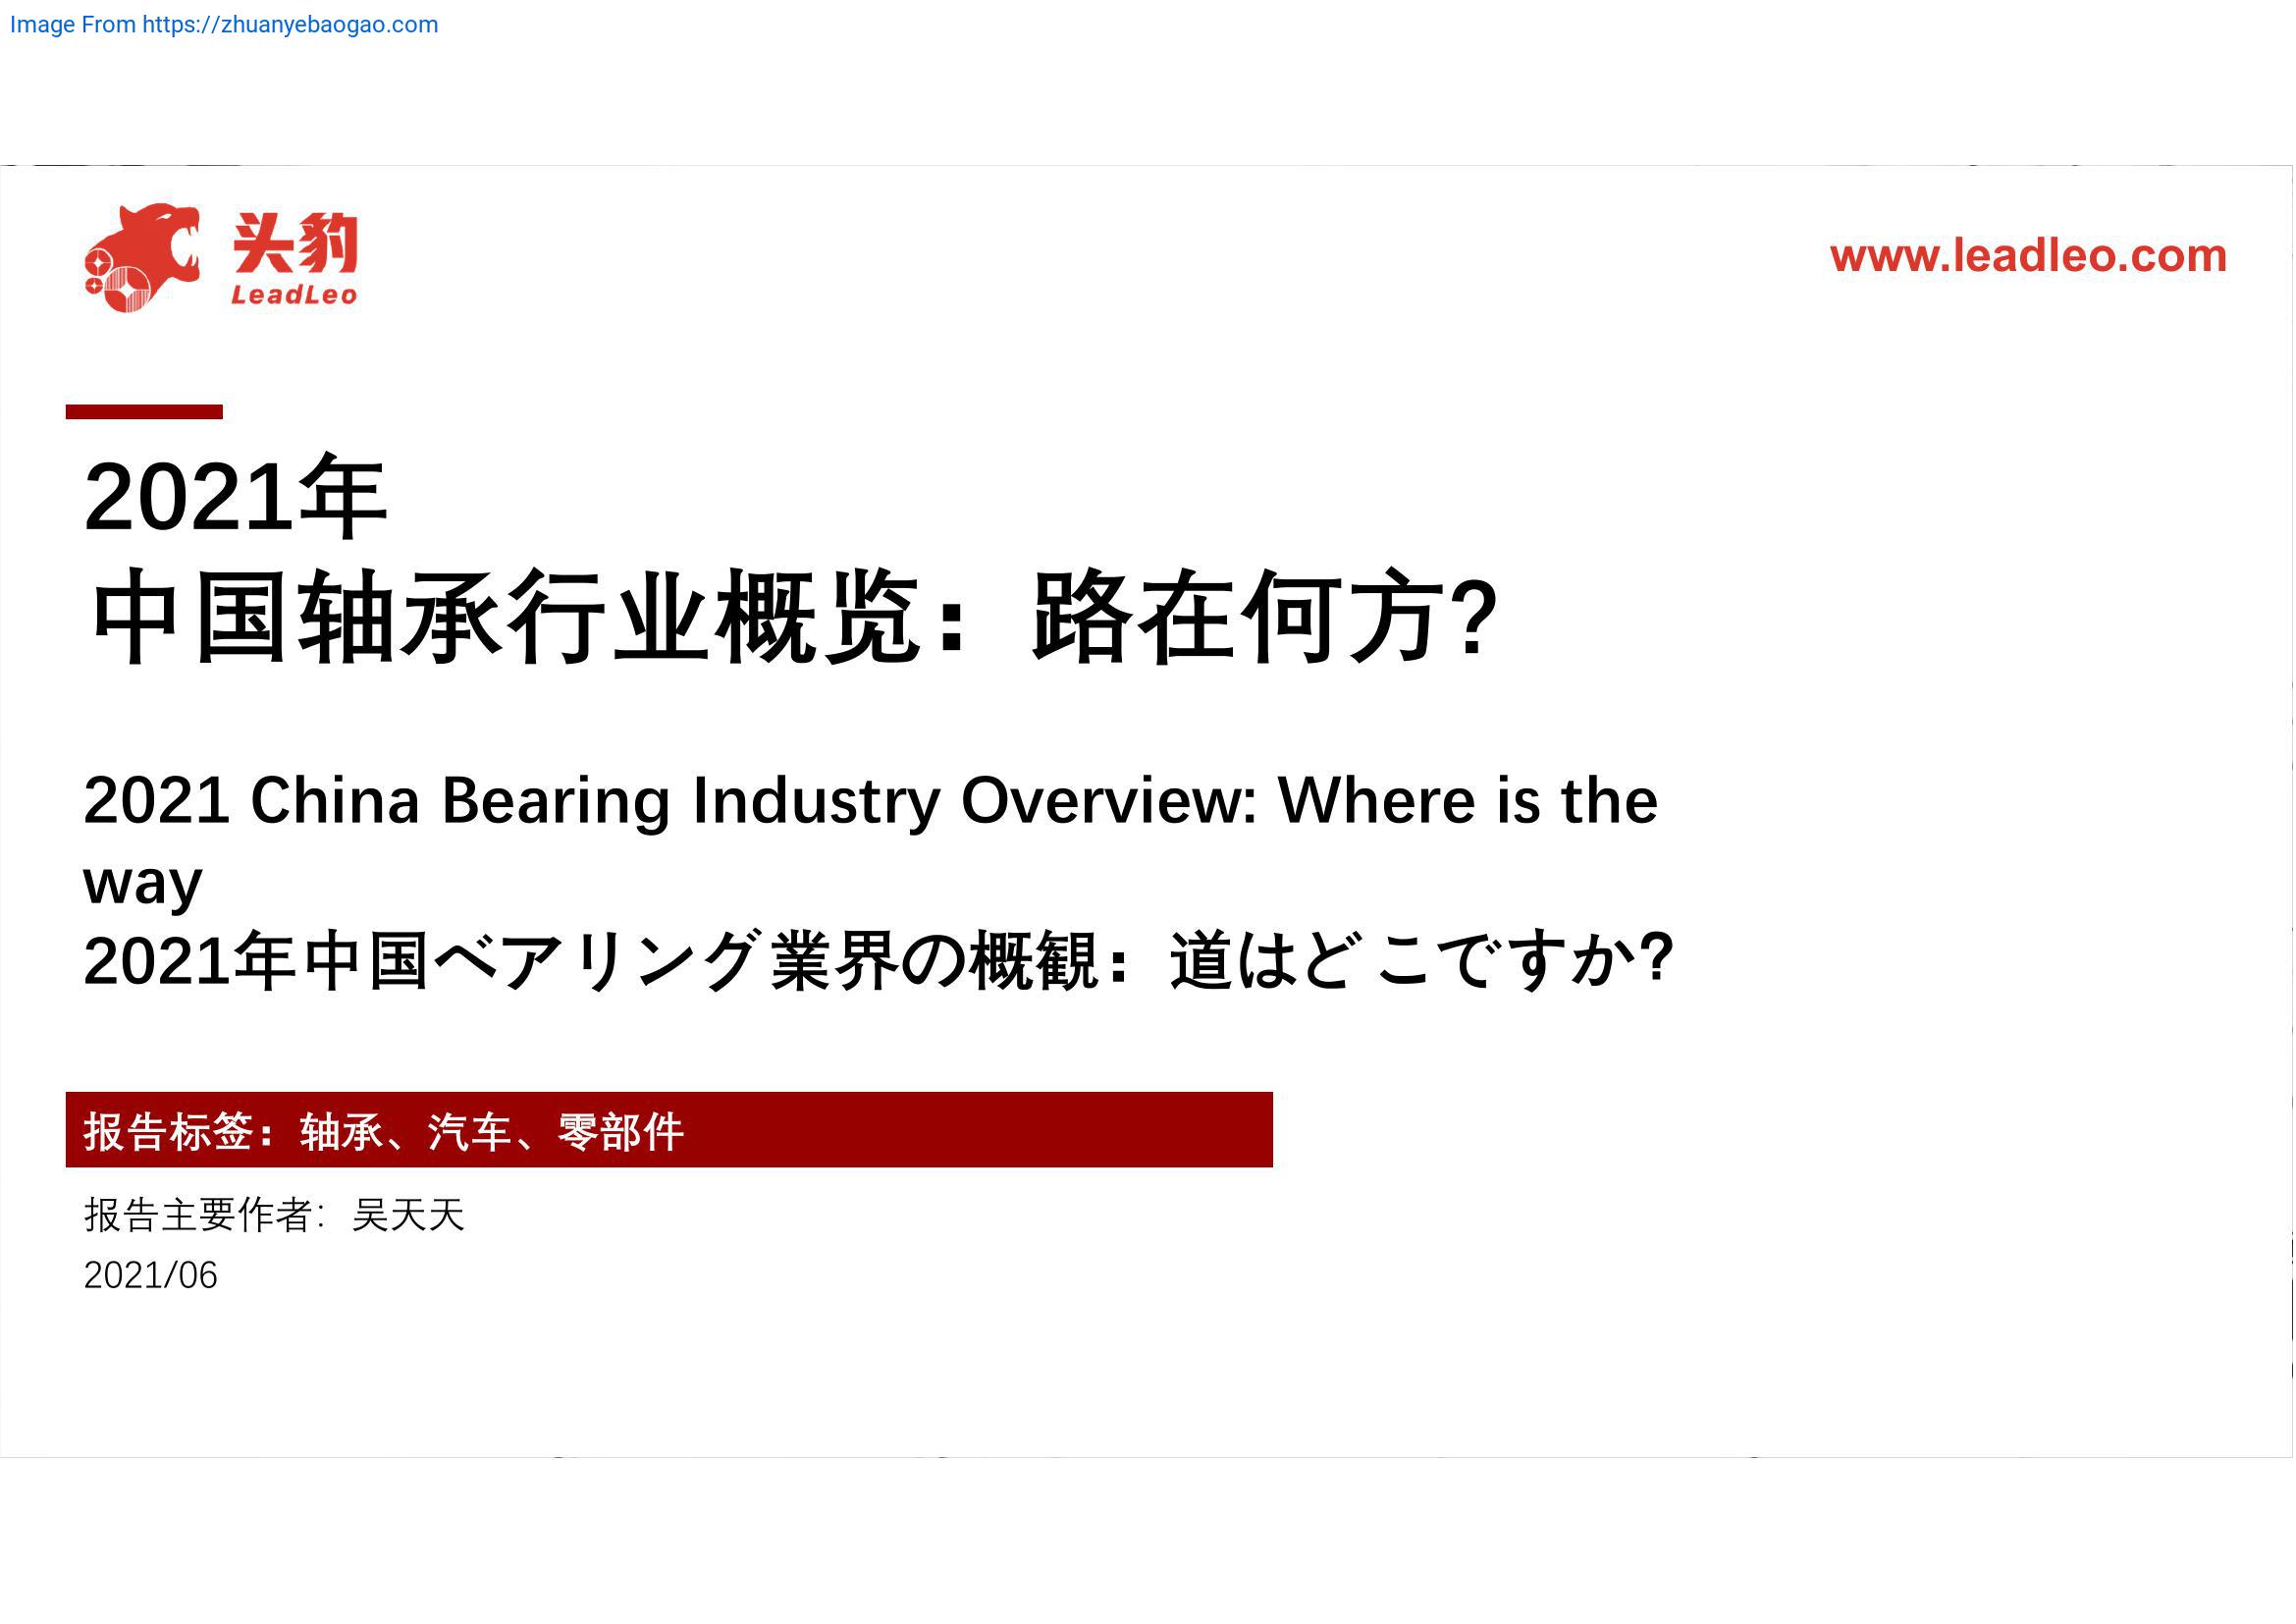 Image From https://zhuanyebaogao.com
头豹
LeadLeo
www.leadleo.com
2021年
中国轴承行业概览：路在何方?
2021 China Bearing Industry Overview: Where is the
way
2021年中国ベアリング業界の概観：道はどこですか?
报告标签：轴承、汽车、零部件
报告主要作者：吴天天
2021/06